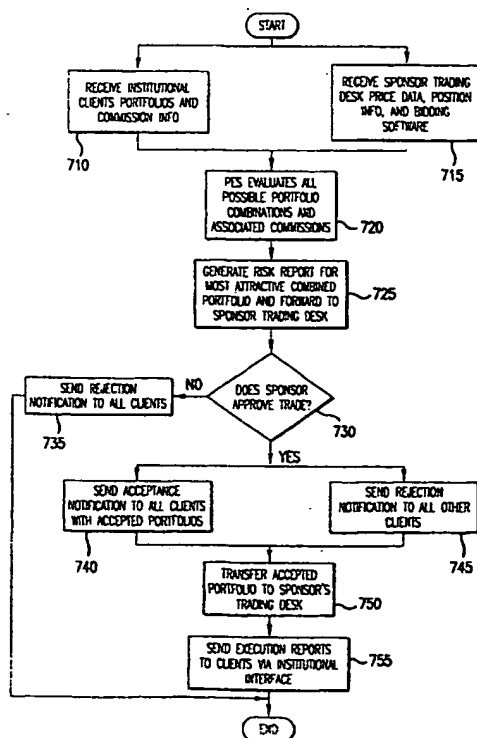 START
RECEIVE INSTITUTIONAL
CLIENTS PORTFOLIOS AND
COMMISSION INFO
710
RECEIVE SPONSOR TRADING
DESK PRICE DATA, POSITION
INFO, AND BIDDING
SOFTWARE
715
PES EVALUATES ALL
POSSIBLE PORTFOLIO
COMBINATIONS AND
ASSOCIATED COMMISSIONS
720
GENERATE RISK REPORT FOR
MOST ATTRACTIVE COMBINED
PORTFOLIO AND FORWARD TO
SPONSOR TRADING DESK
725
DOES SPONSOR
APPROVE TRADE?
730
NO
SEND REJECTION
NOTIFICATION TO ALL CLIENTS
735
YES
SEND ACCEPTANCE
NOTIFICATION TO ALL CLIENTS
WITH ACCEPTED PORTFOLIOS
740
SEND REJECTION
NOTIFICATION TO ALL OTHER
CLIENTS
745
TRANSFER ACCEPTED
PORTFOLIO TO SPONSOR'S
TRADING DESK
750
SEND EXECUTION REPORTS
TO CLIENTS VIA INSTITUTIONAL
INTERFACE
755
END